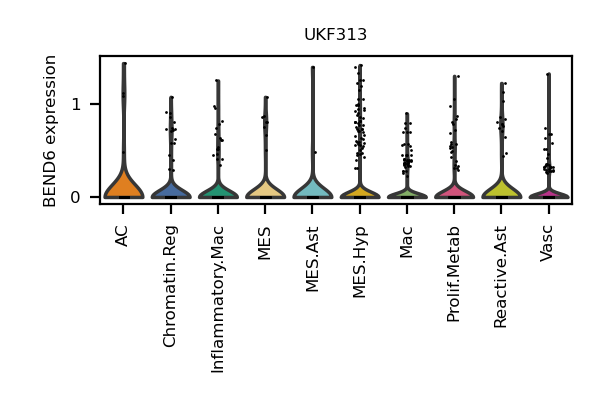 UKF313
BEND6 expression
1
0
AC
Chromatin.Reg
Inflammatory.Mac
MES
MES.Ast
MES.Hyp
Mac
Prolif.Metab
Reactive.Ast
Vasc